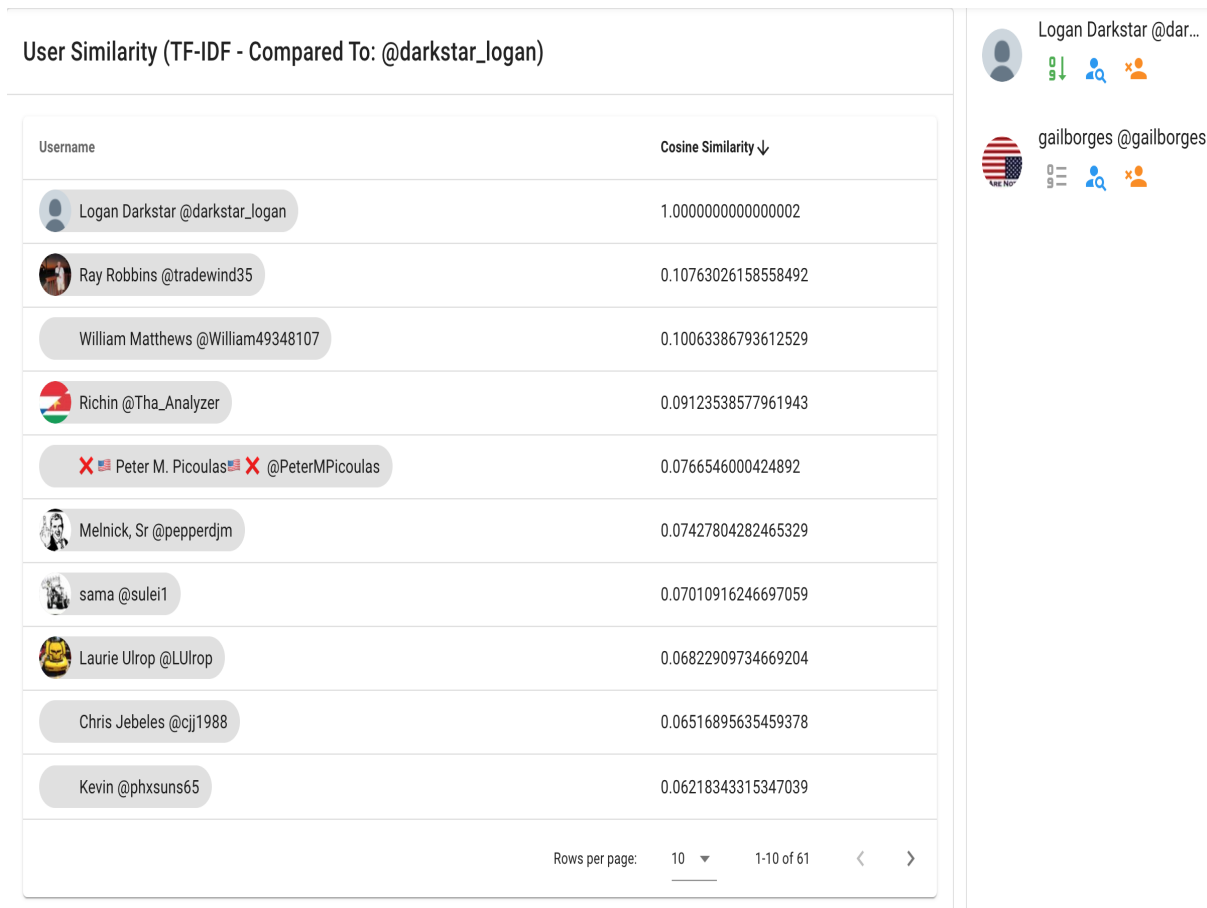 User Similarity (TF-IDF - Compared To: @darkstar_logan)
Username Cosine Similarity
Logan Darkstar @darkstar_logan 1.0000000000000002
Ray Robbins @tradewind35 0.10763026158558492
William Matthews @William49348107 0.10063386793612529
Richin @Tha_Analyzer 0.09123538577961943
❌🇺🇸 Peter M. Picoulas🇺🇸❌ @PeterMPicoulas 0.0766546000424892
Melnick, Sr @pepperdjm 0.07427804282465329
sama @sulei1 0.07010916246697059
Laurie Ulrop @LUlrop 0.06822909734669204
Chris Jebeles @cjj1988 0.06516895635459378
Kevin @phxsuns65 0.06218343315347039
Rows per page: 10 1-10 of 61
Logan Darkstar @dar...
gailborges @gailborges
ARE NOT